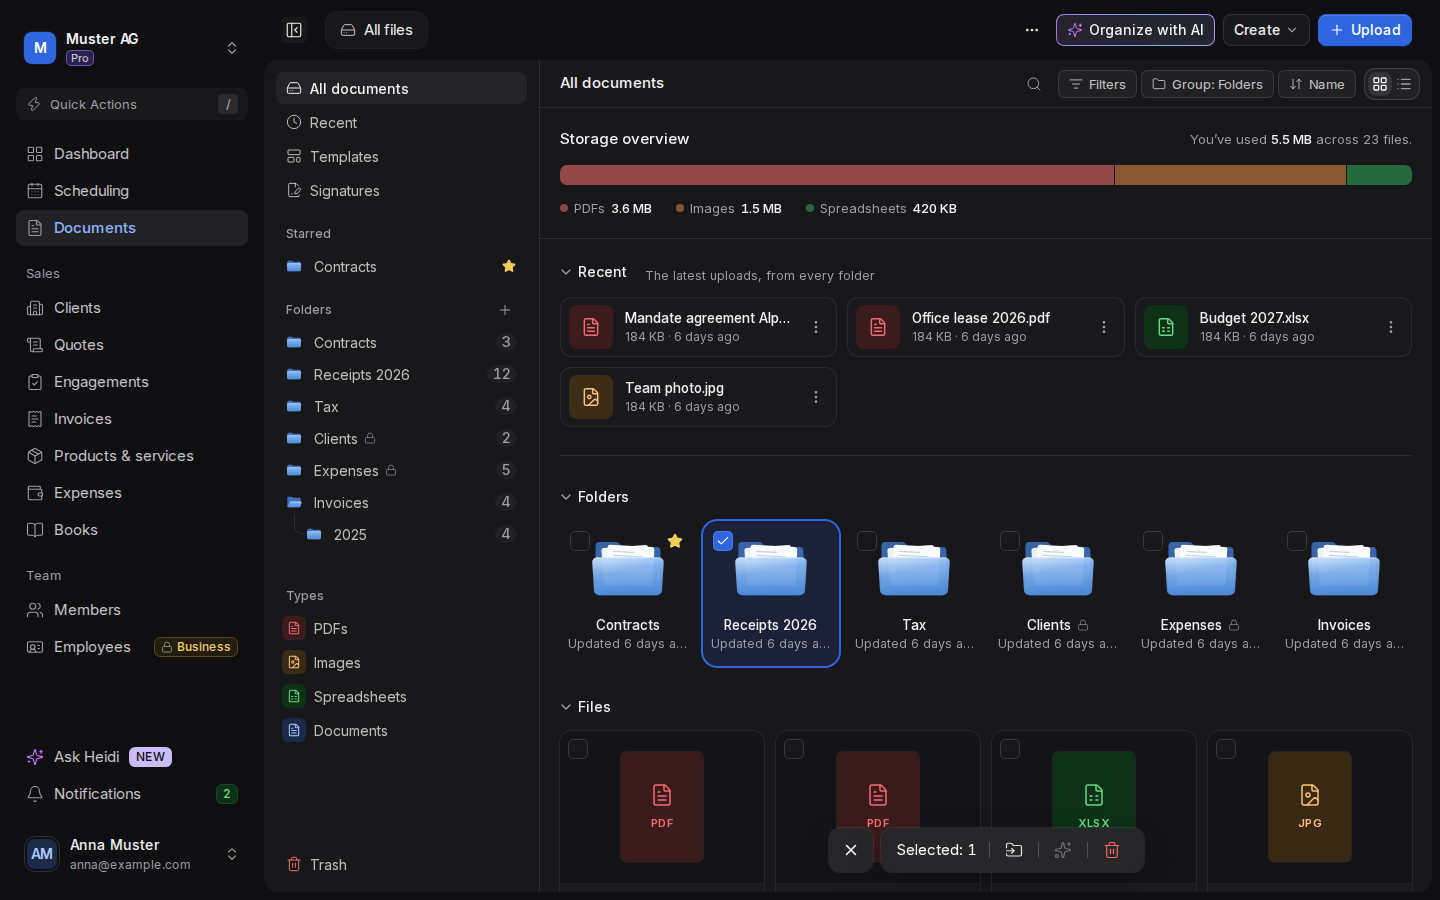 M
Muster AG
Pro
Quick Actions
/
Dashboard
Scheduling
Documents
Sales
Clients
Quotes
Engagements
Invoices
Products & services
Expenses
Books
Team
Members
Employees
Business
Ask Heidi
NEW
Notifications
2
AM
Anna Muster
anna@example.com
All files
Organize with AI
Create
Upload
All documents
Recent
Templates
Signatures
Starred
Contracts
Folders
Contracts
3
Receipts 2026
12
Tax
4
Clients
2
Expenses
5
Invoices
4
2025
4
Types
PDFs
Images
Spreadsheets
Documents
Trash
All documents
Filters
Group: Folders
Name
Storage overview
You've used 5.5 MB across 23 files.
PDFs 3.6 MB
Images 1.5 MB
Spreadsheets 420 KB
Recent
The latest uploads, from every folder
Mandate agreement Alp...
184 KB · 6 days ago
Office lease 2026.pdf
184 KB · 6 days ago
Budget 2027.xlsx
184 KB · 6 days ago
Team photo.jpg
184 KB · 6 days ago
Folders
Contracts
Updated 6 days a...
Receipts 2026
Updated 6 days a...
Tax
Updated 6 days a...
Clients
Updated 6 days a...
Expenses
Updated 6 days a...
Invoices
Updated 6 days a...
Files
PDF
PDF
XLSX
JPG
Selected: 1